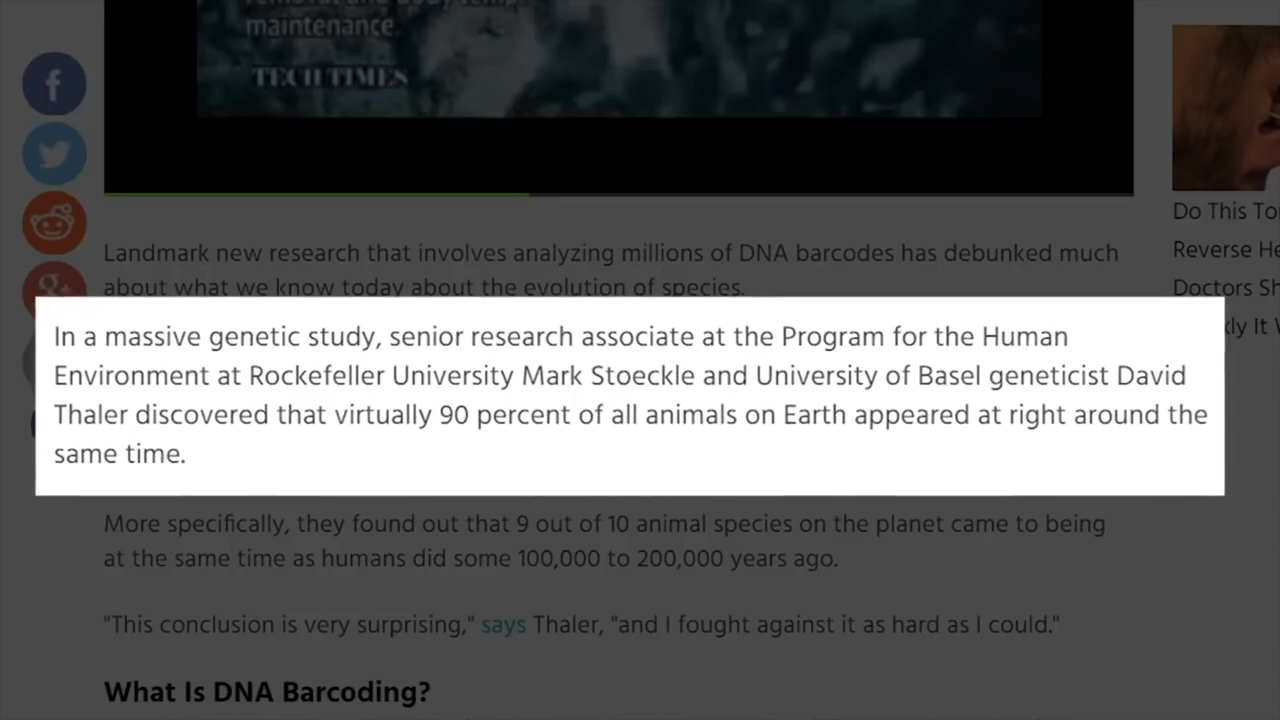 maintenance
TECH TIMES
Landmark new research that involves analyzing millions of DNA barcodes has debunked much
about what we know today about the evolution of species.
In a massive genetic study, senior research associate at the Program for the Human
Environment at Rockefeller University Mark Stoeckle and University of Basel geneticist David
Thaler discovered that virtually 90 percent of all animals on Earth appeared at right around the
same time.
More specifically, they found out that 9 out of 10 animal species on the planet came to being
at the same time as humans did some 100,000 to 200,000 years ago.
"This conclusion is very surprising," says Thaler, "and I fought against it as hard as I could."
What Is DNA Barcoding?
Do This To
Reverse He
Doctors Sh
It W